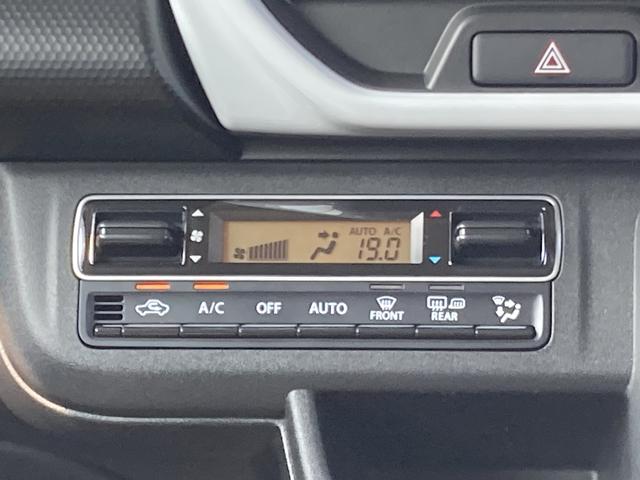 AUTO A/C
19.0
A/C OFF AUTO FRONT REAR